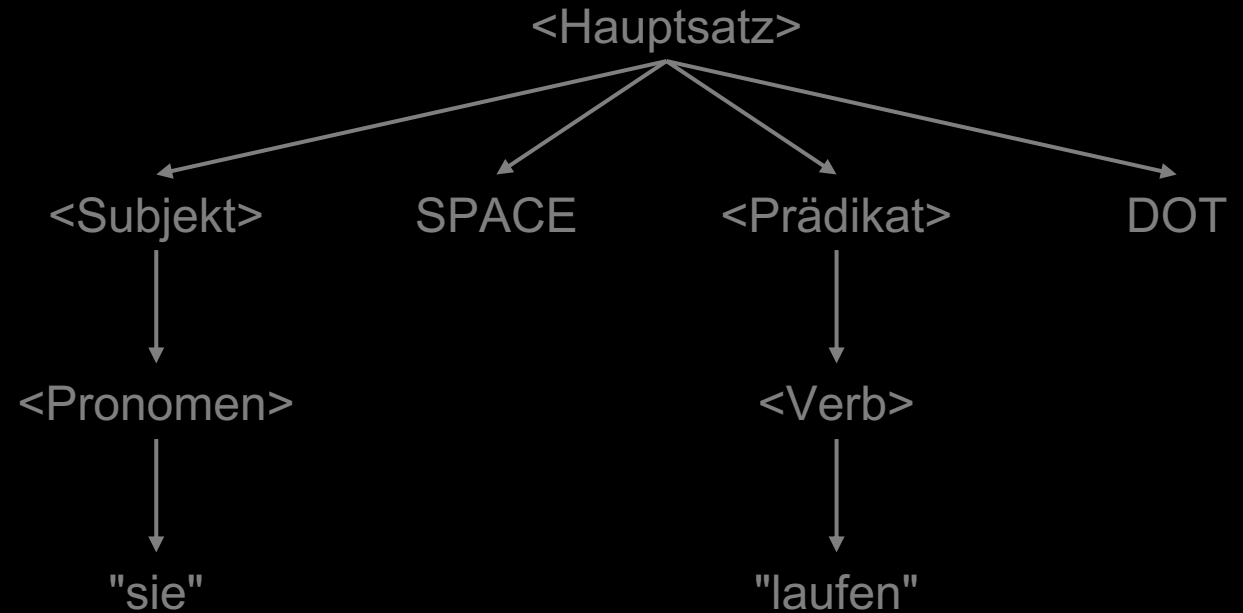 <Hauptsatz>
<Subjekt> SPACE <Prädikat> DOT
<Pronomen> <Verb>
"sie" "laufen"